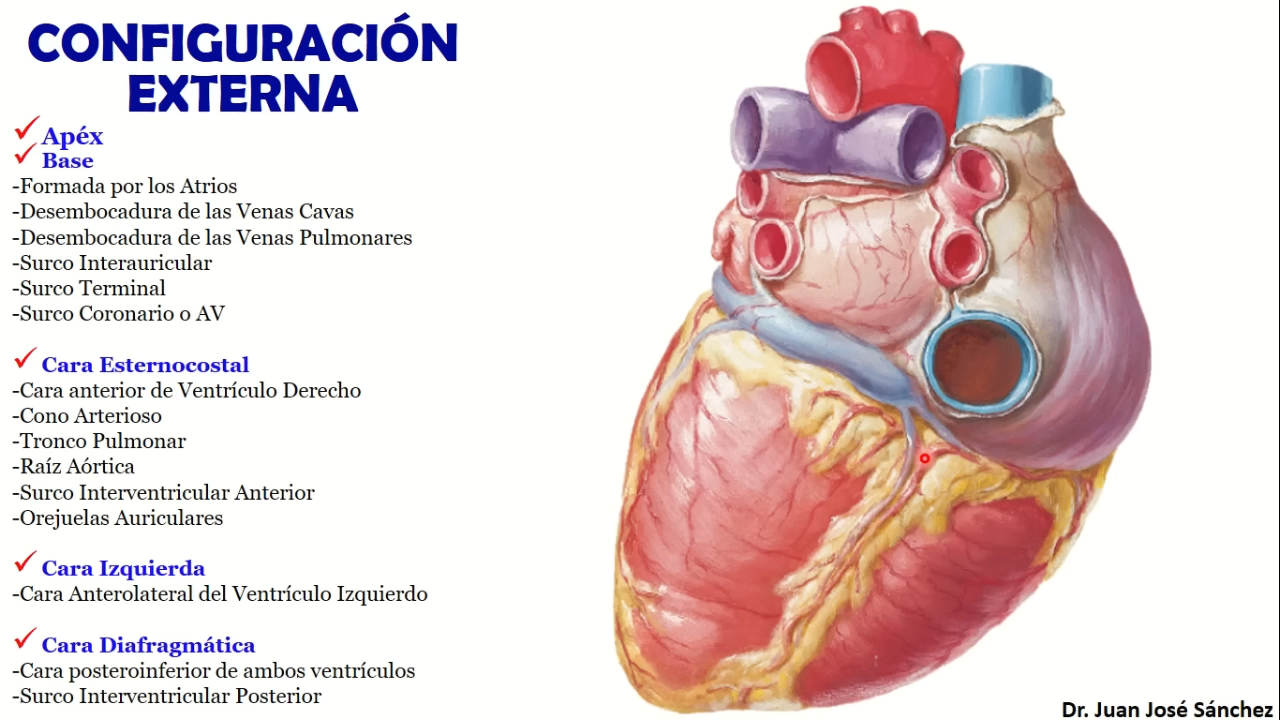 CONFIGURACIÓN
EXTERNA
Apéx
Base
-Formada por los Atrios
-Desembocadura de las Venas Cavas
-Desembocadura de las Venas Pulmonares
-Surco Interauricular
-Surco Terminal
-Surco Coronario o AV
Cara Esternocostal
-Cara anterior de Ventrículo Derecho
-Cono Arterioso
-Tronco Pulmonar
-Raíz Aórtica
-Surco Interventricular Anterior
-Orejuelas Auriculares
Cara Izquierda
-Cara Anterolateral del Ventrículo Izquierdo
Cara Diafragmática
-Cara posteroinferior de ambos ventrículos
-Surco Interventricular Posterior
Dr. Juan José Sánchez